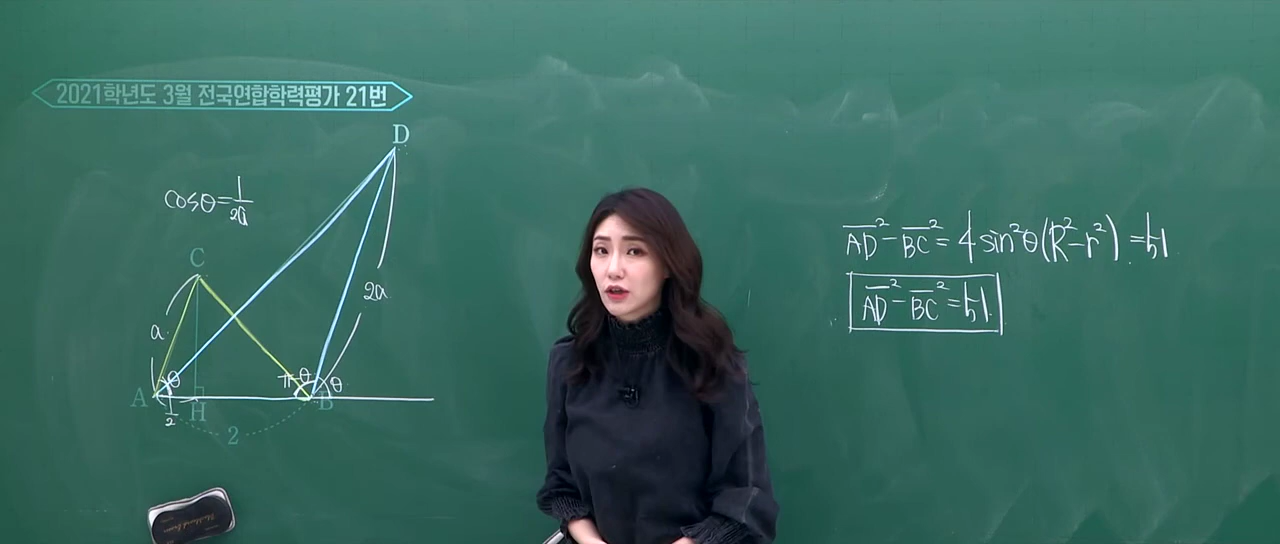 2021학년도 3월 전국연합학력평가 21번
D
cosθ=1/2a
C
2a
a
θ
π-θ
θ
A
H
B
1/2
2
AD²-BC²=4sin²θ(R²-r²)=51
AD²-BC²=51